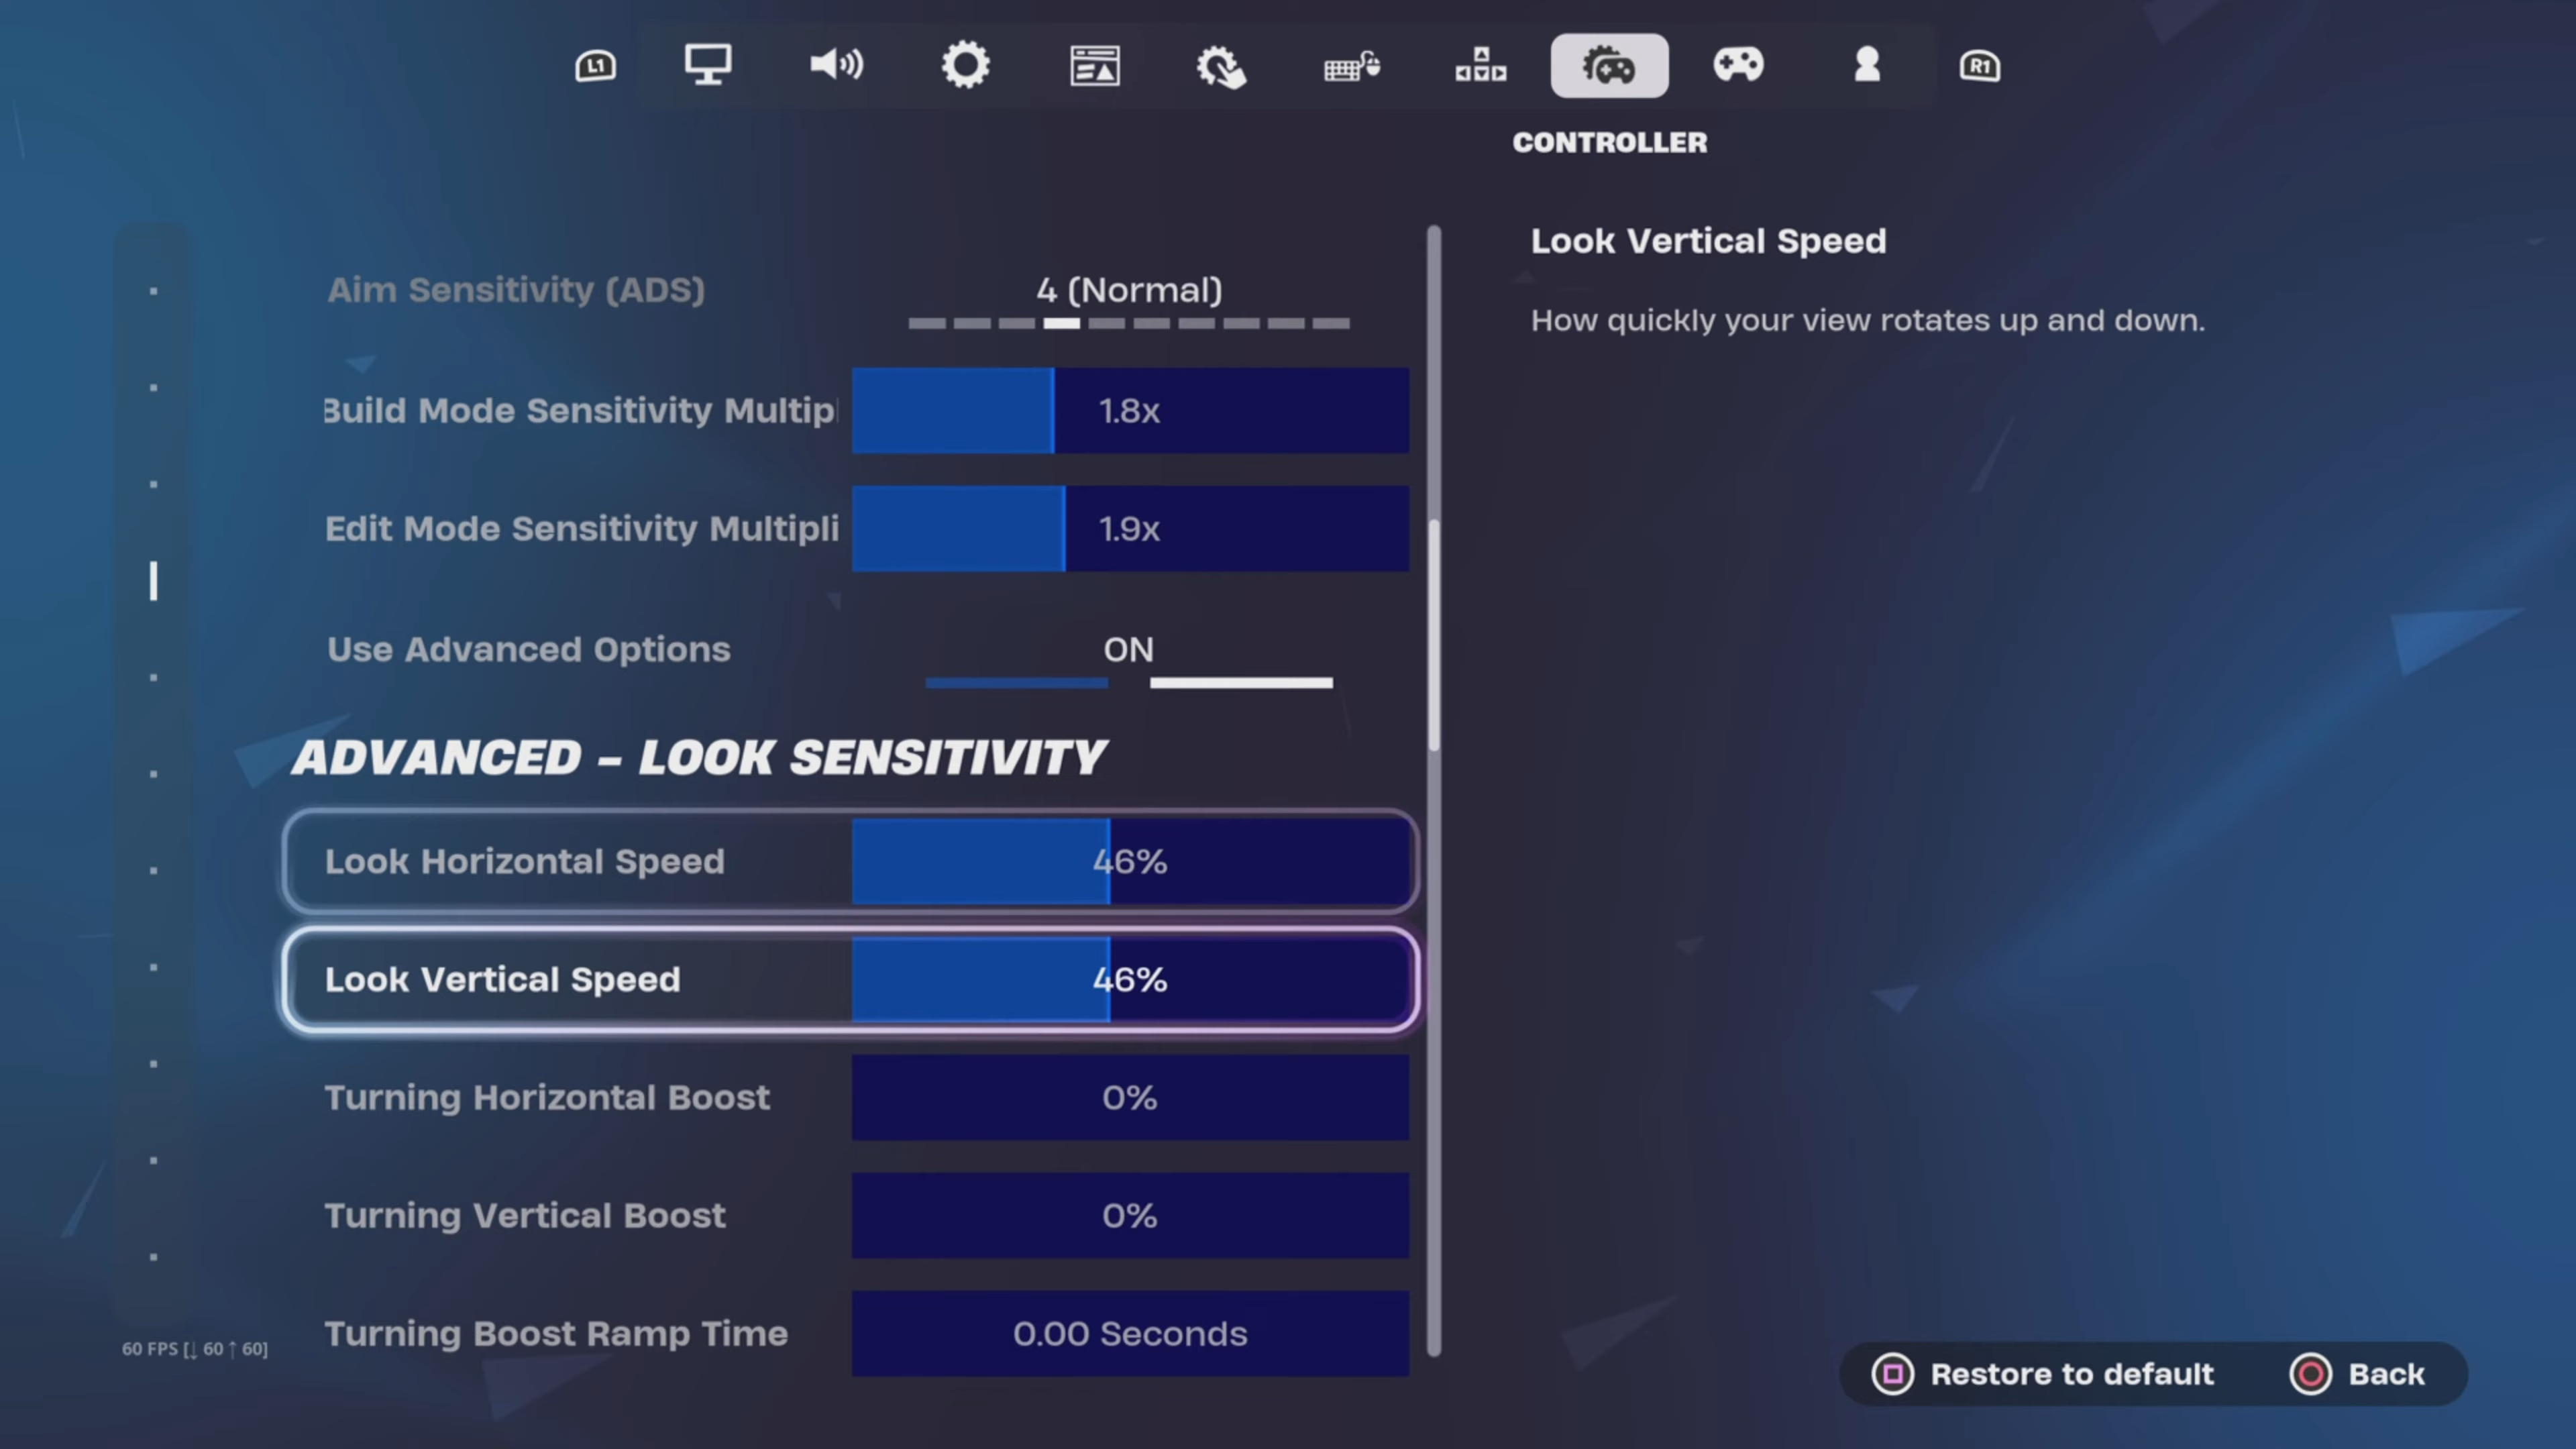 L1
R1
CONTROLLER
Aim Sensitivity (ADS)
4 (Normal)
Build Mode Sensitivity Multipl
1.8x
Edit Mode Sensitivity Multipli
1.9x
Use Advanced Options
ON
ADVANCED – LOOK SENSITIVITY
Look Horizontal Speed
46%
Look Vertical Speed
46%
Turning Horizontal Boost
0%
Turning Vertical Boost
0%
Turning Boost Ramp Time
0.00 Seconds
Look Vertical Speed
How quickly your view rotates up and down.
60 FPS [↓ 60 ↑ 60]
Restore to default
Back